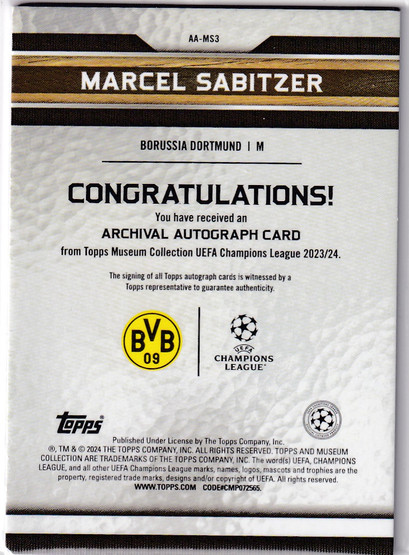 AA-MS3
MARCEL SABITZER
BORUSSIA DORTMUND | M
CONGRATULATIONS!
You have received an
ARCHIVAL AUTOGRAPH CARD
from Topps Museum Collection UEFA Champions League 2023/24.
The signing of all Topps autograph cards is witnessed by a
Topps representative to guarantee authenticity.
BVB
09
UEFA
CHAMPIONS
LEAGUE
topps
Published Under License by The Topps Company, Inc.
®, TM & © 2024 THE TOPPS COMPANY, INC. ALL RIGHTS RESERVED. TOPPS AND MUSEUM
COLLECTION ARE TRADEMARKS OF THE TOPPS COMPANY, INC. The word(s) UEFA, CHAMPIONS
LEAGUE, and all other UEFA Champions League marks, names, logos, mascots and trophies are the
property, registered trade marks, designs and/or copyright of UEFA. All rights reserved.
WWW.TOPPS.COM CODE#CMP072565.